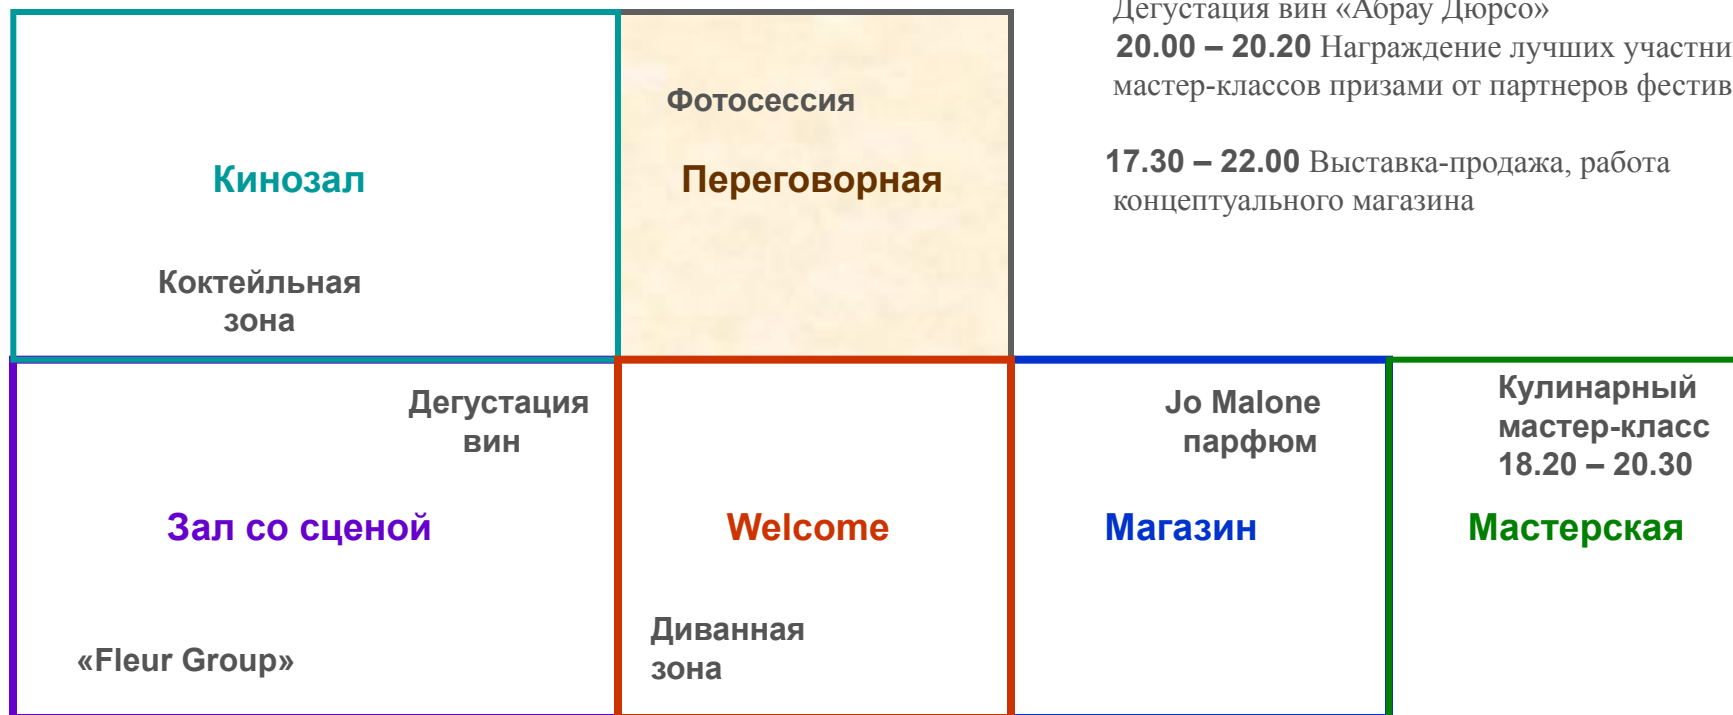 Дегустация вин «Абрау Дюрсо»
20.00 – 20.20 Награждение лучших
мастер-классов призами от партнеров
17.30 – 22.00 Выставка-продажа, работа
концептуального магазина
Фотосессия
Кинозал
Переговорная
Коктейльная
зона
Дегустация
вин
Jo Malone
парфюм
Кулинарный
мастер-класс
18.20 – 20.30
Зал со сценой
Welcome
Магазин
Мастерская
Диванная
зона
«Fleur Group»